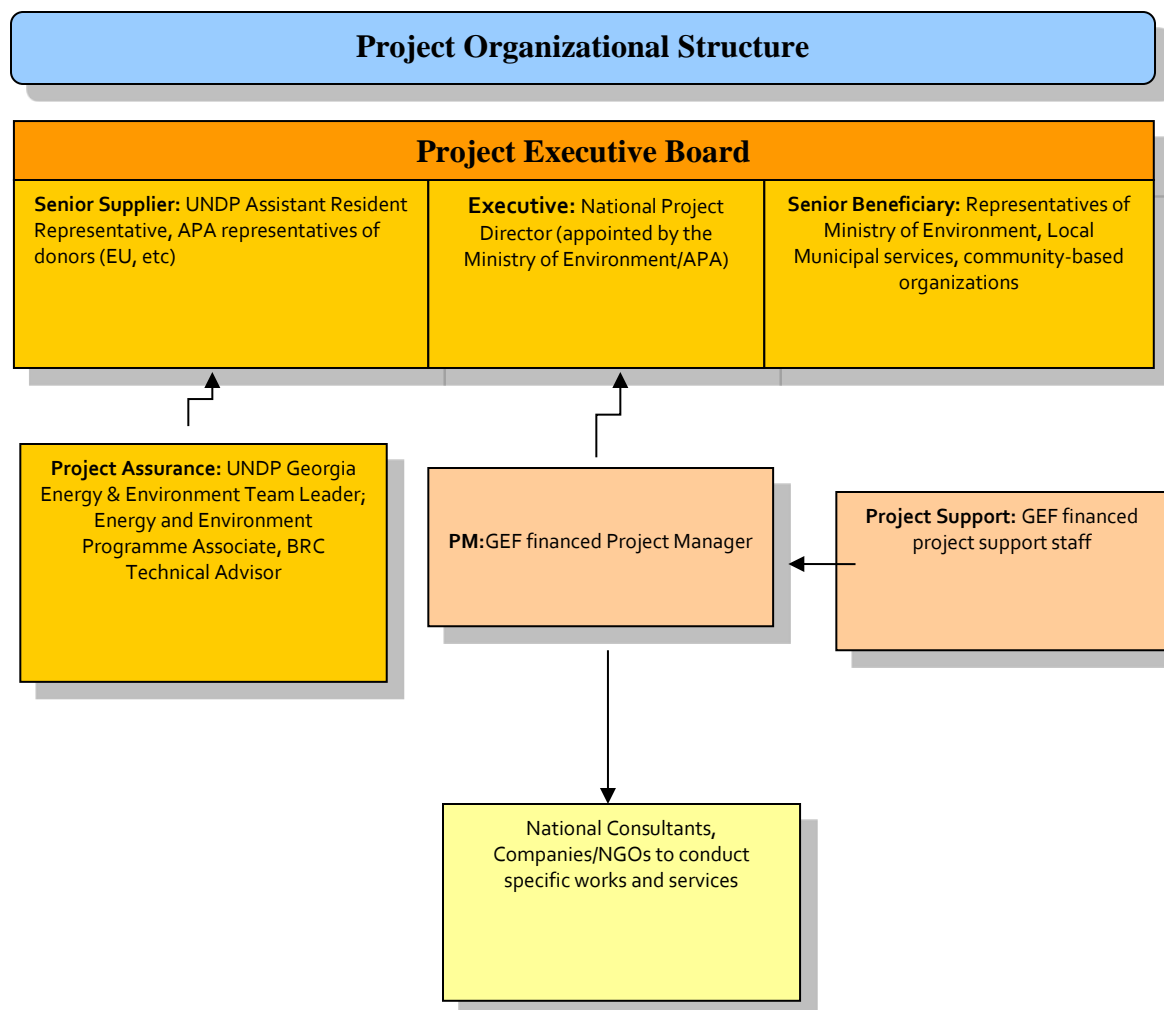 Project Organizational Structure
Project Executive Board
Senior Supplier: UNDP Assistant Resident
Representative, APA representatives of
donors (EU, etc)
Executive: National Project
Director (appointed by the
Ministry of Environment/APA)
Senior Beneficiary: Representatives of
Ministry of Environment, Local
Municipal services, community-based
organizations
Project Assurance: UNDP Georgia
Energy & Environment Team Leader;
Energy and Environment
Programme Associate, BRC
Technical Advisor
PM:GEF financed Project Manager
Project Support: GEF financed
project support staff
National Consultants,
Companies/NGOs to conduct
specific works and services